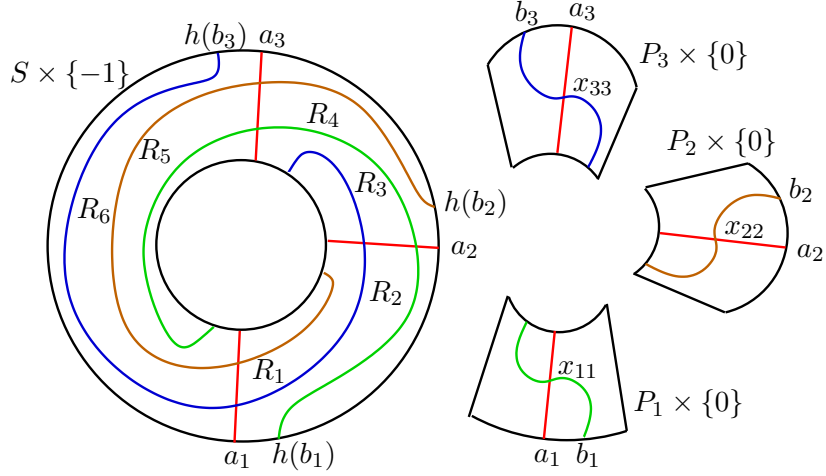 h(b₃) a₃
S × {−1}
R₄
R₅
R₃
R₆
h(b₂)
a₂
R₂
R₁
a₁ h(b₁)
b₃ a₃
P₃ × {0}
x₃₃
P₂ × {0}
b₂
x₂₂
a₂
x₁₁
P₁ × {0}
a₁ b₁